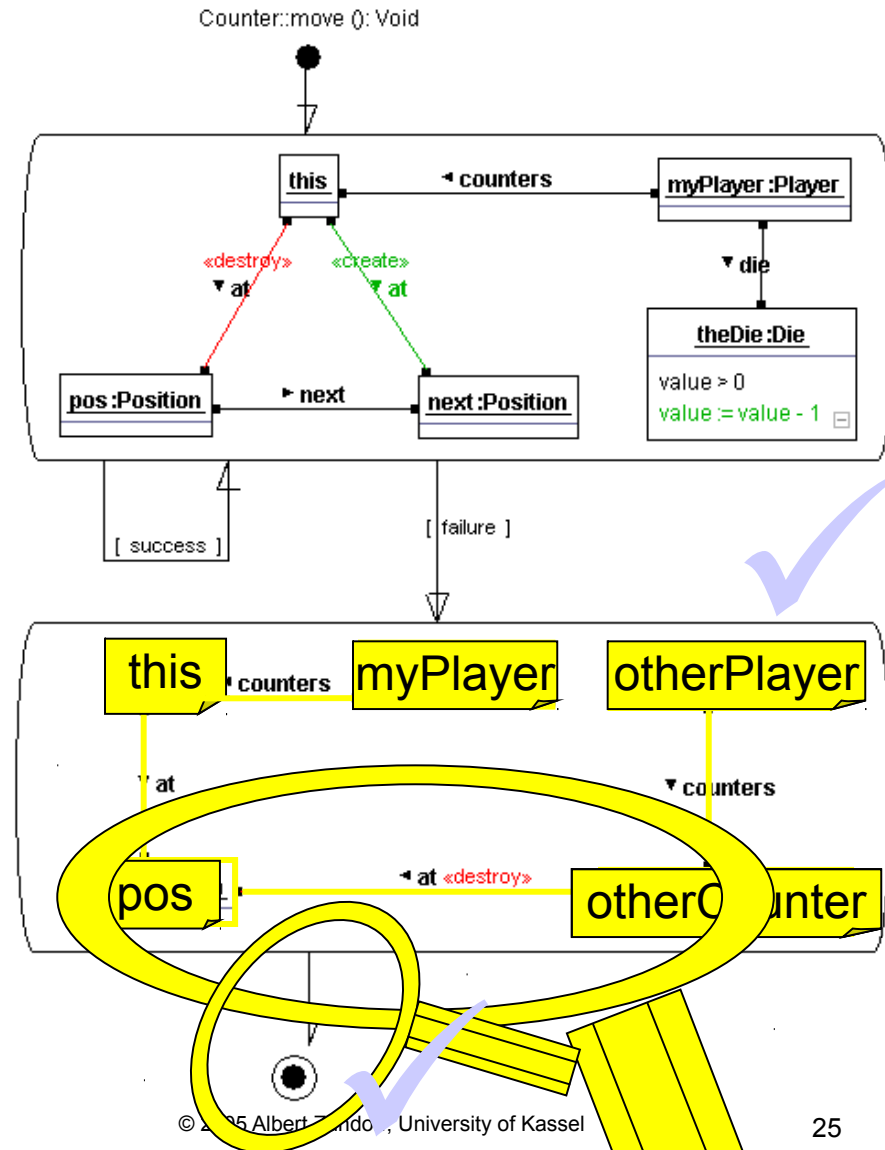 Counter::move (): Void
this
◄ counters
myPlayer :Player
«destroy»
▼ at
«create»
▼ at
▼ die
theDie :Die
value > 0
value := value - 1
pos :Position
► next
next :Position
[ success ]
[ failure ]
this
counters
myPlayer
otherPlayer
at
▼ counters
pos
◄ at «destroy»
© Albert University of Kassel
25